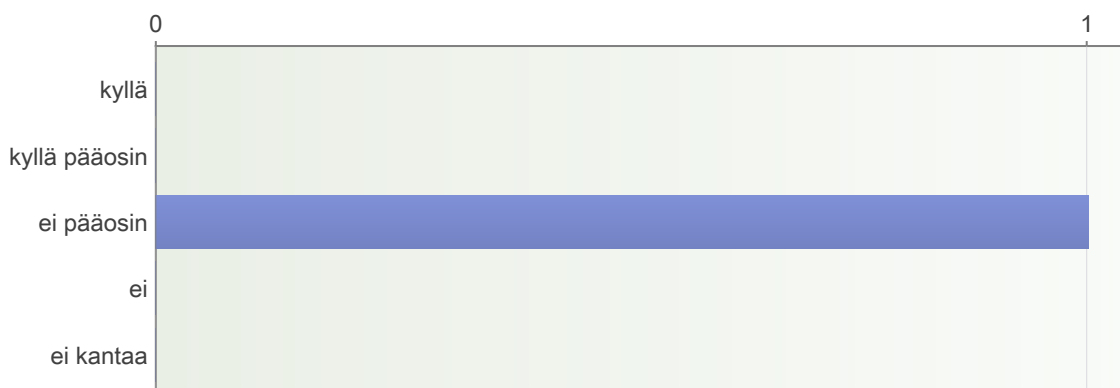 0 1
kyllä
kyllä pääosin
ei pääosin
ei
ei kantaa